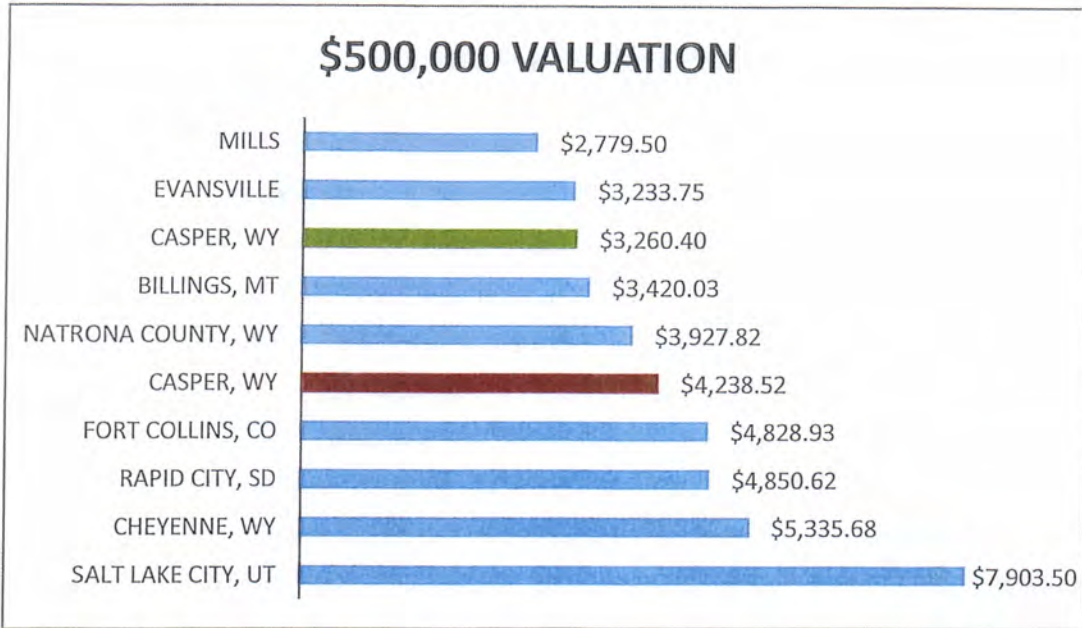 $500,000 VALUATION
MILLS $2,779.50
EVANSVILLE $3,233.75
CASPER, WY $3,260.40
BILLINGS, MT $3,420.03
NATRONA COUNTY, WY $3,927.82
CASPER, WY $4,238.52
FORT COLLINS, CO $4,828.93
RAPID CITY, SD $4,850.62
CHEYENNE, WY $5,335.68
SALT LAKE CITY, UT $7,903.50